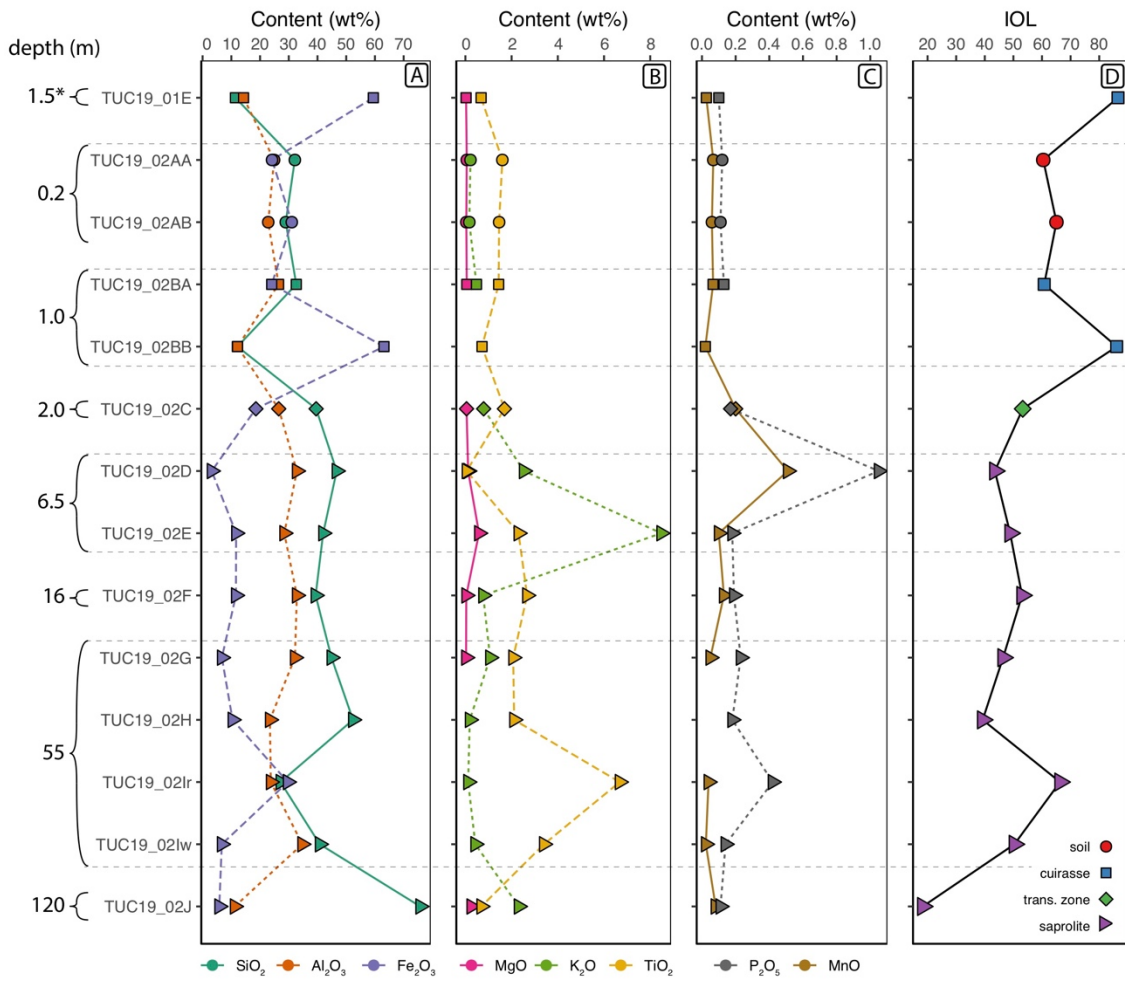 Content (wt%) Content (wt%) Content (wt%) IOL
depth (m)
0 10 20 30 40 50 60 70 0 2 4 6 8 0.0 0.2 0.4 0.6 0.8 1.0 20 30 40 50 60 70 80
A B C D
1.5* TUC19_01E
TUC19_02AA
0.2
TUC19_02AB
TUC19_02BA
1.0
TUC19_02BB
2.0 TUC19_02C
TUC19_02D
6.5
TUC19_02E
16 TUC19_02F
TUC19_02G
TUC19_02H
55
TUC19_02Ir
TUC19_02Iw
120 TUC19_02J
soil
cuirasse
trans. zone
saprolite
SiO₂ Al₂O₃ Fe₂O₃ MgO K₂O TiO₂ P₂O₅ MnO